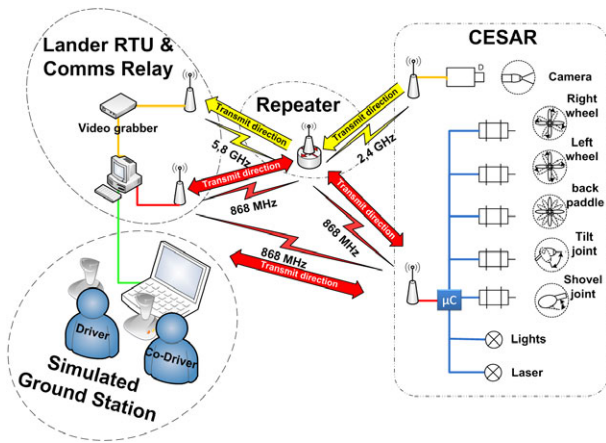 Lander RTU &
Comms Relay
Video grabber
Repeater
CESAR
D
Camera
Right
wheel
Left
wheel
back
paddle
Tilt
joint
Shovel
joint
µC
Lights
Laser
Transmit direction
5.8 GHz
Transmit direction
2.4 GHz
Transmit direction
868 MHz
Transmit direction
868 MHz
868 MHz
Transmit direction
Driver
Co-Driver
Simulated
Ground Station